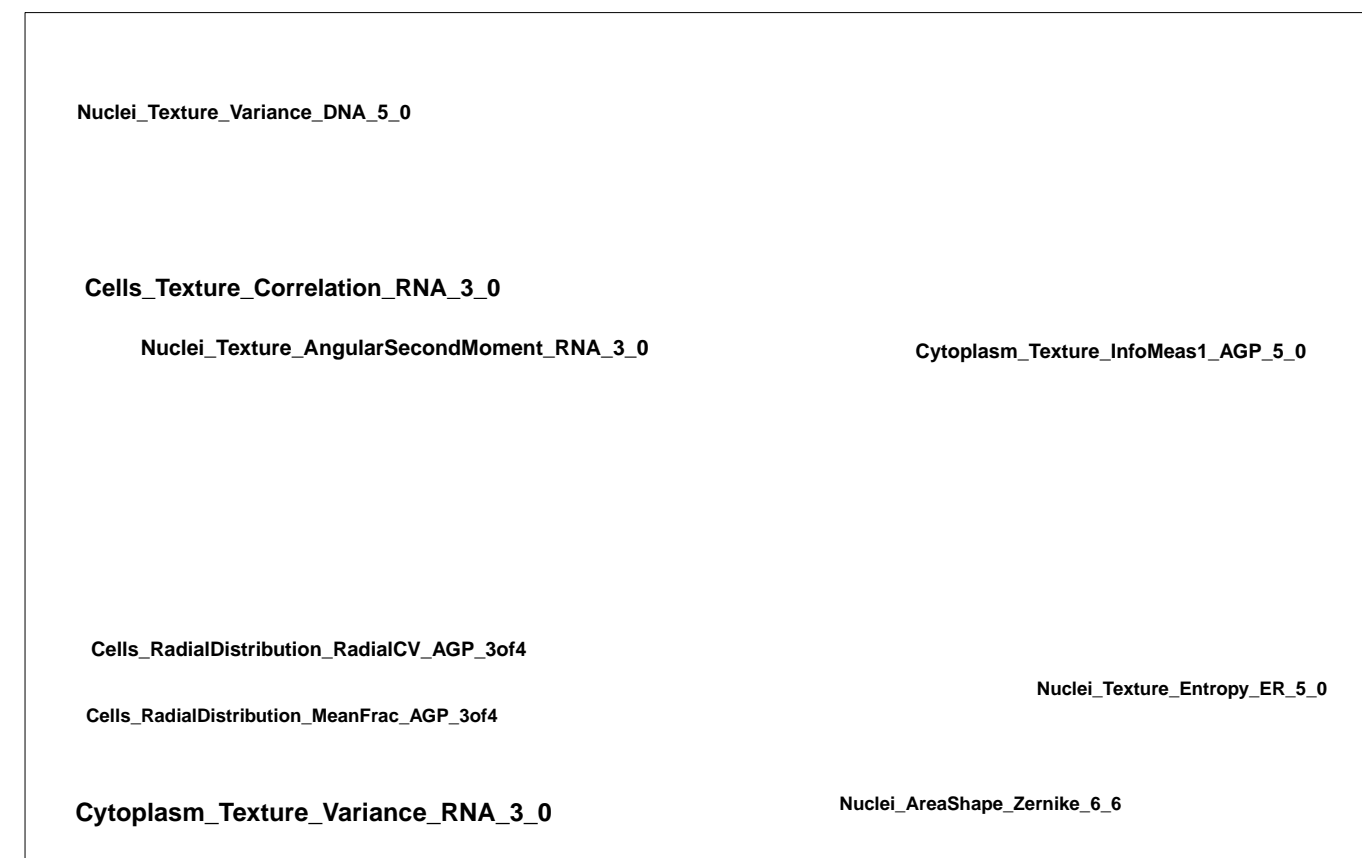 Nuclei_Texture_Variance_DNA_5_0
Cells_Texture_Correlation_RNA_3_0
Nuclei_Texture_AngularSecondMoment_RNA_3_0
Cytoplasm_Texture_InfoMeas1_AGP_5_0
Cells_RadialDistribution_RadialCV_AGP_3of4
Nuclei_Texture_Entropy_ER_5_0
Cells_RadialDistribution_MeanFrac_AGP_3of4
Cytoplasm_Texture_Variance_RNA_3_0
Nuclei_AreaShape_Zernike_6_6